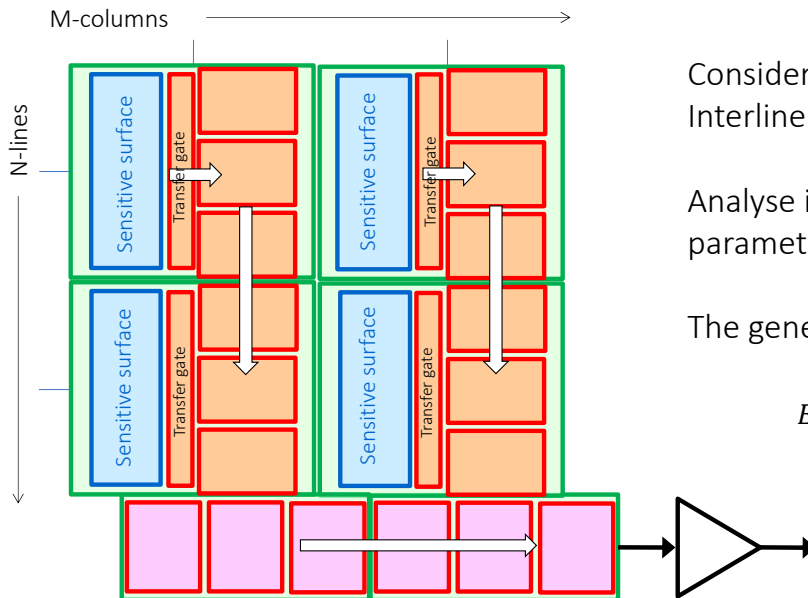 M-columns
N-lines
Sensitive surface
Transfer gate
Sensitive surface
Transfer gate
Sensitive surface
Transfer gate
Sensitive surface
Transfer gate
Consider
Interline
Analyse i
paramet
The gene
E